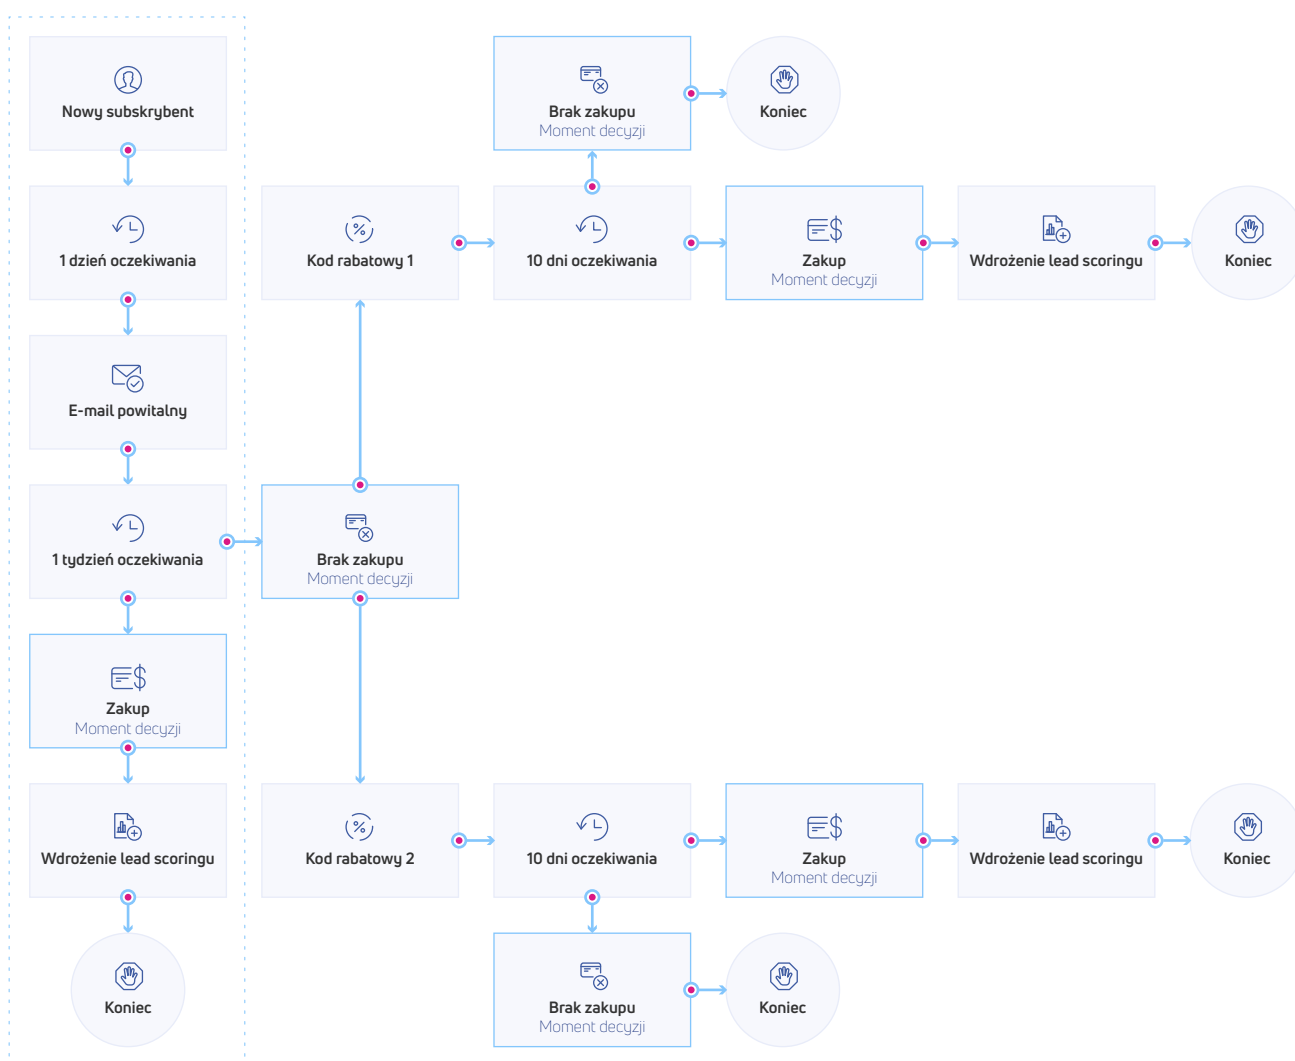 Nowy subskrybent
Brak zakupu
Moment decyzji
Koniec
1 dzień oczekiwania
Kod rabatowy 1
10 dni oczekiwania
Zakup
Moment decyzji
Wdrożenie lead scoringu
Koniec
E-mail powitalny
1 tydzień oczekiwania
Brak zakupu
Moment decyzji
Zakup
Moment decyzji
Wdrożenie lead scoringu
Kod rabatowy 2
10 dni oczekiwania
Zakup
Moment decyzji
Wdrożenie lead scoringu
Koniec
Koniec
Brak zakupu
Moment decyzji
Koniec